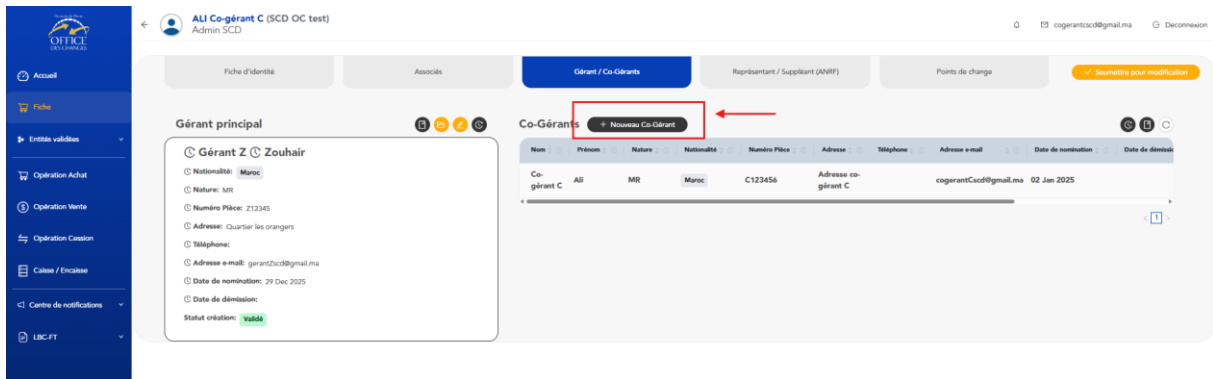 OFFICE
DES CHANGES
ALI Co-gérant C (SCD OC test)
Admin SCD
cogerantcscd@gmail.ma
Deconnexion
Accueil
Fiche
Entités validées
Opération Achat
Opération Vente
Opération Cession
Caisse / Encaisse
Centre de notifications
LBC-FT
Fiche d'identité
Associés
Gérant / Co-Gérants
Représentant / Suppléant (ANRF)
Points de change
Soumettre pour modification
Gérant principal
Gérant Z Zouhair
Nationalité: Maroc
Nature: MR
Numéro Pièce: Z12345
Adresse: Quartier les orangers
Téléphone:
Adresse e-mail: gerantZscd@gmail.ma
Date de nomination: 29 Dec 2025
Date de démission:
Statut création: Validé
Co-Gérants + Nouveau Co-Gérant
Nom Prénom Nature Nationalité Numéro Pièce Adresse Téléphone Adresse e-mail Date de nomination Date de démissic
Co-gérant C Ali MR Maroc C123456 Adresse co-gérant C cogerantCscd@gmail.ma 02 Jan 2025
< 1 >